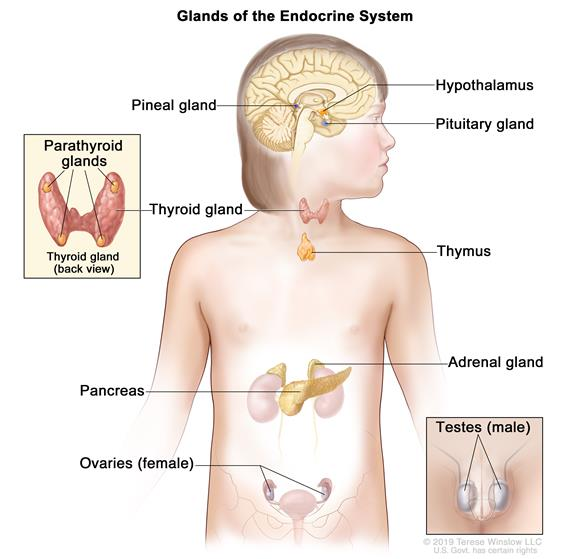 Glands of the Endocrine System
Hypothalamus
Pineal gland
Pituitary gland
Parathyroid
glands
Thyroid gland
(back view)
Thyroid gland
Thymus
Adrenal gland
Pancreas
Ovaries (female)
Testes (male)
© 2019 Terese Winslow LLC
U.S. Govt. has certain rights